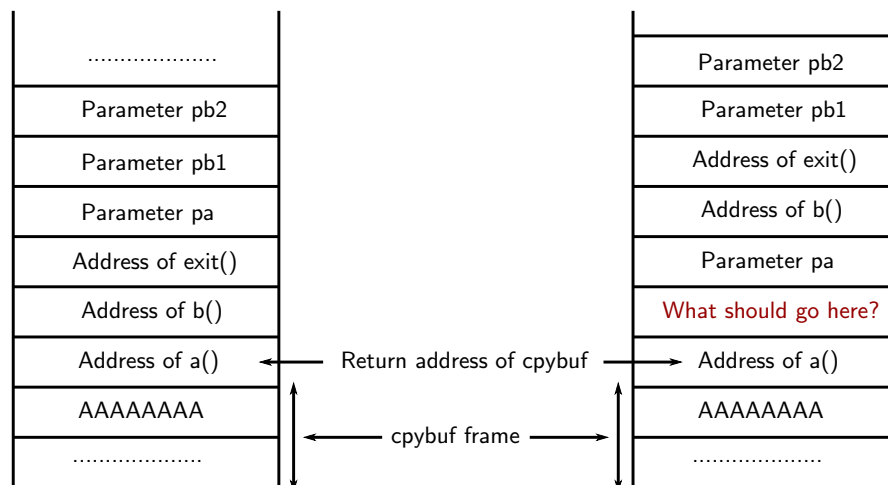 ....................
Parameter pb2
Parameter pb1
Parameter pa
Address of exit()
Address of b()
Address of a()
AAAAAAAA
....................
Return address of cpybuf
cpybuf frame
Parameter pb2
Parameter pb1
Address of exit()
Address of b()
Parameter pa
What should go here?
Address of a()
AAAAAAAA
....................